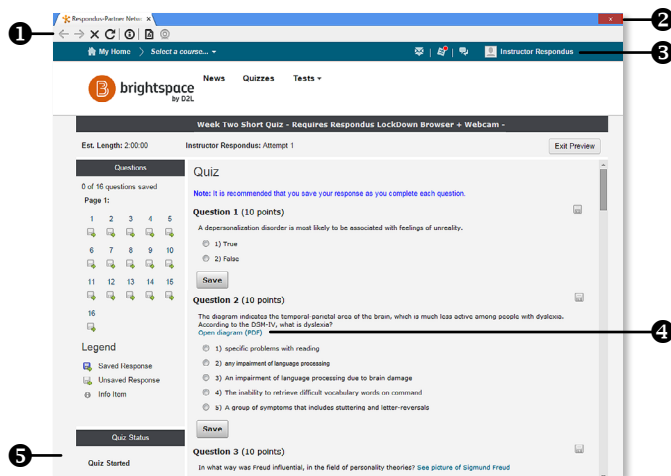 Respondus-Partner Netwo ×
x
1
2
My Home > Select a course...
Instructor Respondus
3
brightspace
by D2L
News Quizzes Tests
Week Two Short Quiz - Requires Respondus LockDown Browser + Webcam -
Est. Length: 2:00:00 Instructor Respondus: Attempt 1 Exit Preview
Questions
0 of 16 questions saved
Page 1:
1 2 3 4 5
6 7 8 9 10
11 12 13 14 15
16
Legend
Saved Response
Unsaved Response
Info Item
Quiz Status
5
Quiz Started
Quiz
Note: It is recommended that you save your response as you complete each question.
Question 1 (10 points)
A depersonalization disorder is most likely to be associated with feelings of unreality.
1) True
2) False
Save
Question 2 (10 points)
The diagram indicates the temporal-parietal area of the brain, which is much less active among people with dyslexia.
According to the DSM-IV, what is dyslexia?
Open diagram (PDF)
4
1) specific problems with reading
2) any impairment of language processing
3) An impairment of language processing due to brain damage
4) The inability to retrieve difficult vocabulary words on command
5) A group of symptoms that includes stuttering and letter-reversals
Save
Question 3 (10 points)
In what way was Freud influential, in the field of personality theories? See picture of Sigmund Freud